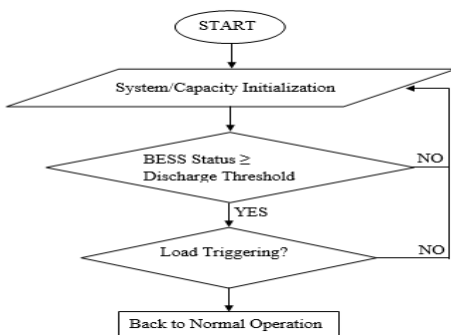 START
System/Capacity Initialization
BESS Status ≥
Discharge Threshold
NO
YES
Load Triggering?
NO
Back to Normal Operation